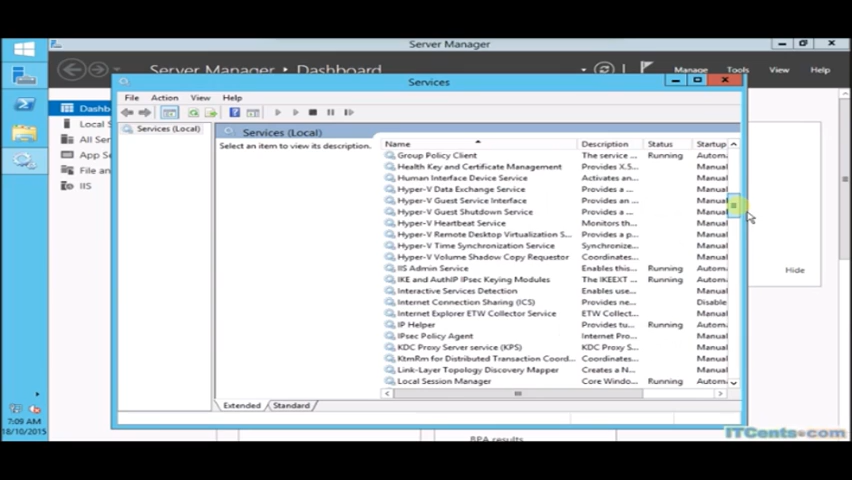 Server Manager
Server Manager • Dashboard
Manage Tools View Help
Services
File Action View Help
Dashb
Local S
All Ser
App Se
File an
IIS
Services (Local)
Services (Local)
Select an item to view its description.
Name Description Status Startup
Group Policy Client The service ... Running Autom
Health Key and Certificate Management Provides X.5... Manual
Human Interface Device Service Activates an... Manual
Hyper-V Data Exchange Service Provides a ... Manual
Hyper-V Guest Service Interface Provides an ... Manual
Hyper-V Guest Shutdown Service Provides a ... Manual
Hyper-V Heartbeat Service Monitors th... Manual
Hyper-V Remote Desktop Virtualization S... Provides a p... Manual
Hyper-V Time Synchronization Service Synchronize... Manual
Hyper-V Volume Shadow Copy Requestor Coordinates... Manual
IIS Admin Service Enables this... Running Autom
IKE and AuthIP IPsec Keying Modules The IKEEXT ... Running Autom
Interactive Services Detection Enables use... Manual
Internet Connection Sharing (ICS) Provides ne... Disable
Internet Explorer ETW Collector Service ETW Collect... Manual
IP Helper Provides tu... Running Autom
IPsec Policy Agent Internet Pro... Manual
KDC Proxy Server service (KPS) KDC Proxy S... Manual
KtmRm for Distributed Transaction Coord... Coordinates... Manual
Link-Layer Topology Discovery Mapper Creates a N... Manual
Local Session Manager Core Windo... Running Autom
Extended Standard
Hide
BPA results
7:09 AM
18/10/2015
ITCents.com